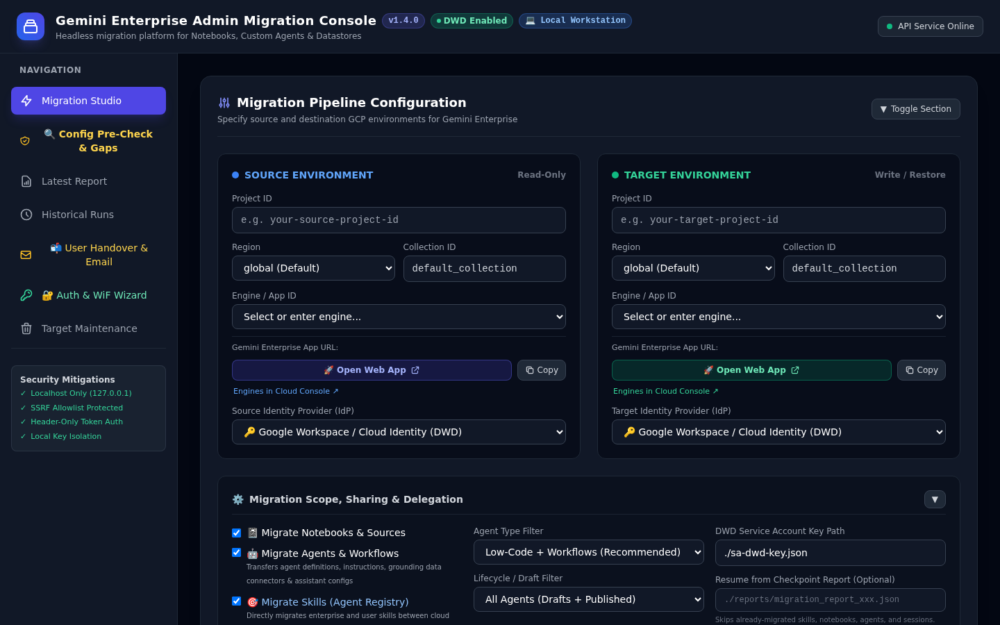 Gemini Enterprise Admin Migration Console v1.4.0 DWD Enabled 💻 Local Workstation
Headless migration platform for Notebooks, Custom Agents & Datastores
API Service Online
NAVIGATION
Migration Studio
🔍 Config Pre-Check
& Gaps
Latest Report
Historical Runs
📬 User Handover &
Email
🔐 Auth & WiF Wizard
Target Maintenance
Security Mitigations
✓ Localhost Only (127.0.0.1)
✓ SSRF Allowlist Protected
✓ Header-Only Token Auth
✓ Local Key Isolation
Migration Pipeline Configuration
Specify source and destination GCP environments for Gemini Enterprise
▼ Toggle Section
SOURCE ENVIRONMENT
Read-Only
Project ID
e.g. your-source-project-id
Region
global (Default)
Collection ID
default_collection
Engine / App ID
Select or enter engine...
Gemini Enterprise App URL:
🚀 Open Web App
Copy
Engines in Cloud Console ↗
Source Identity Provider (IdP)
🔑 Google Workspace / Cloud Identity (DWD)
TARGET ENVIRONMENT
Write / Restore
Project ID
e.g. your-target-project-id
Region
global (Default)
Collection ID
default_collection
Engine / App ID
Select or enter engine...
Gemini Enterprise App URL:
🚀 Open Web App
Copy
Engines in Cloud Console ↗
Target Identity Provider (IdP)
🔑 Google Workspace / Cloud Identity (DWD)
⚙️ Migration Scope, Sharing & Delegation
▼
📓 Migrate Notebooks & Sources
🤖 Migrate Agents & Workflows
Transfers agent definitions, instructions, grounding data
connectors & assistant configs
🎯 Migrate Skills (Agent Registry)
Directly migrates enterprise and user skills between cloud
Agent Type Filter
Low-Code + Workflows (Recommended)
Lifecycle / Draft Filter
All Agents (Drafts + Published)
DWD Service Account Key Path
./sa-dwd-key.json
Resume from Checkpoint Report (Optional)
./reports/migration_report_xxx.json
Skips already-migrated skills, notebooks, agents, and sessions.